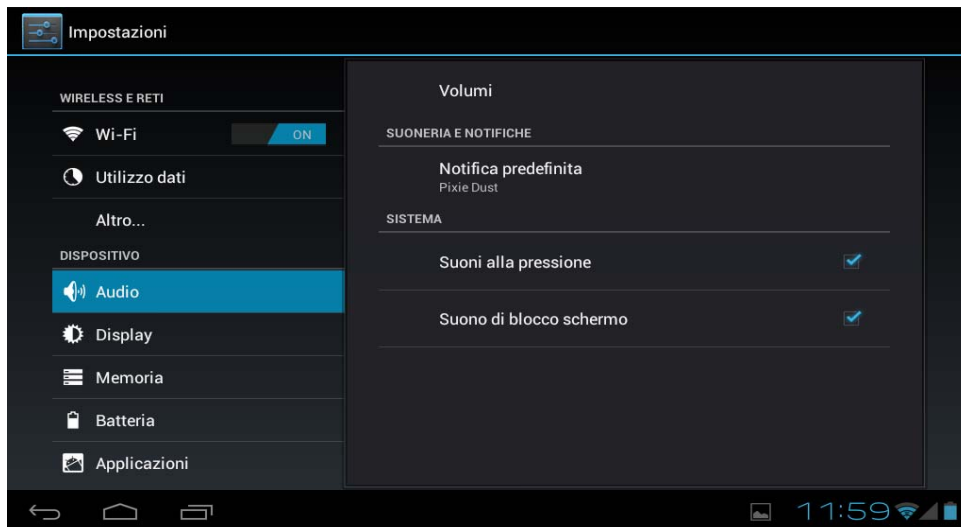 Impostazioni
WIRELESS E RETI
Wi-Fi ON
Utilizzo dati
Altro...
DISPOSITIVO
Audio
Display
Memoria
Batteria
Applicazioni
Volumi
SUONERIA E NOTIFICHE
Notifica predefinita
Pixie Dust
SISTEMA
Suoni alla pressione
Suono di blocco schermo
11:59